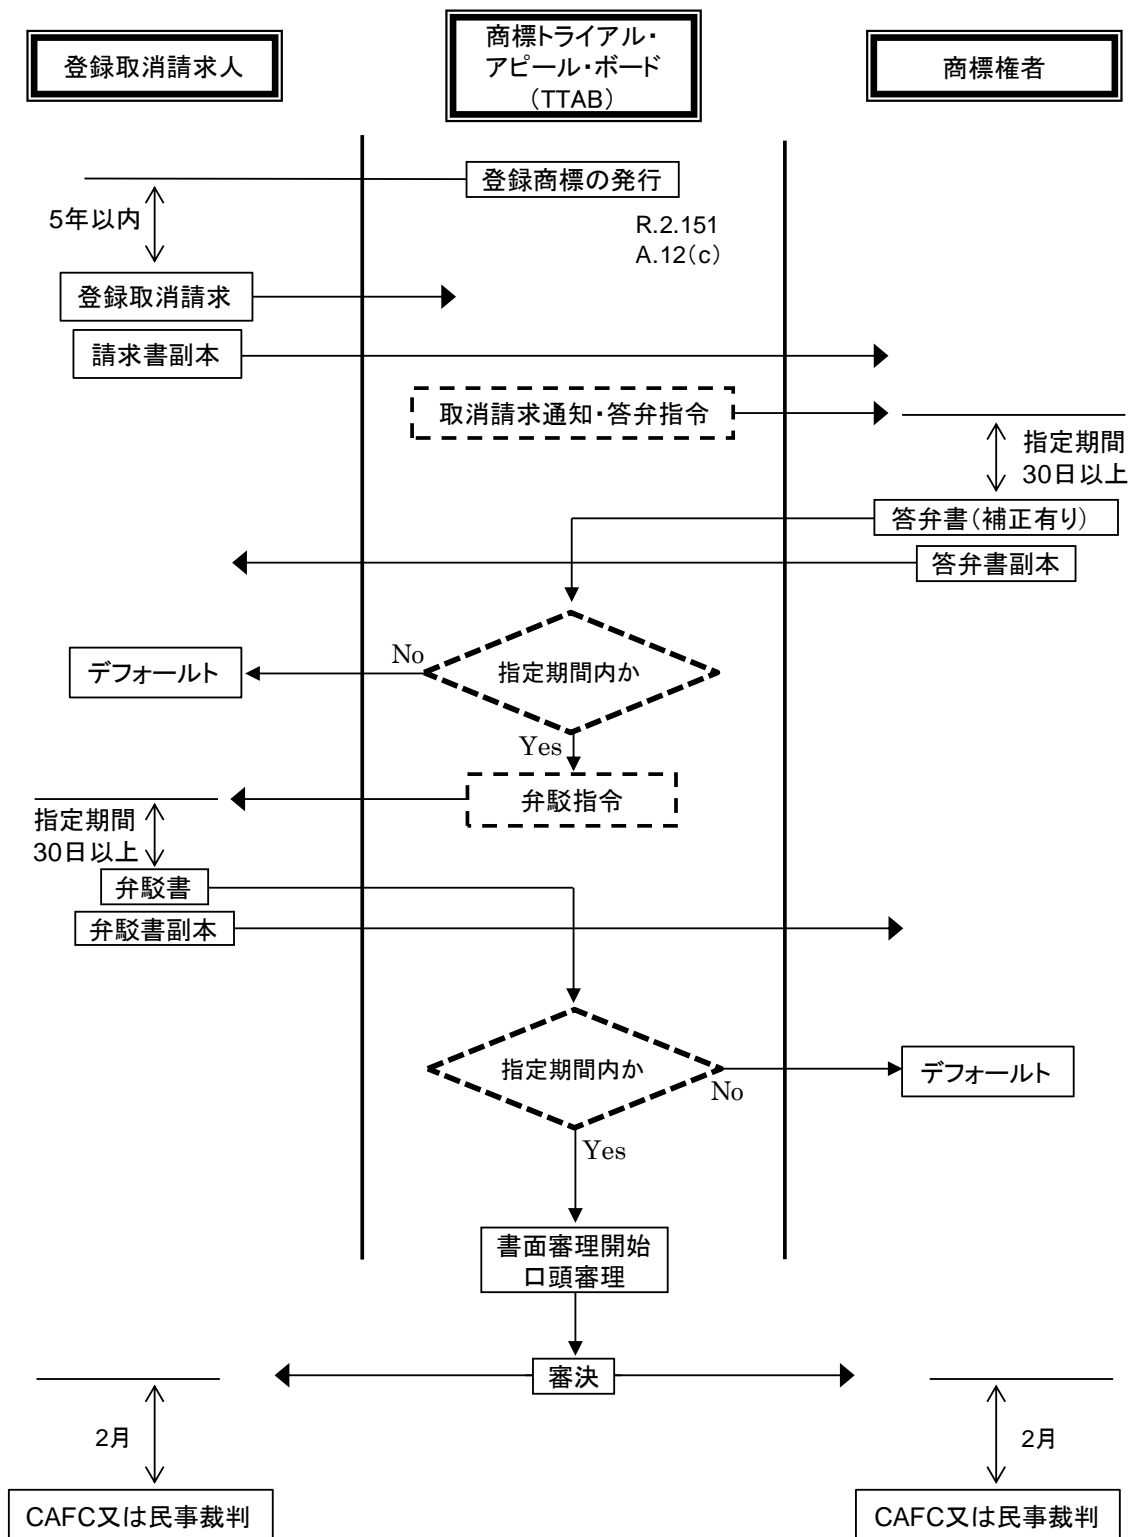 登録取消請求人
商標トライアル・
アピール・ボード
(TTAB)
商標権者
登録商標の発行
5年以内
R.2.151
A.12(c)
登録取消請求
請求書副本
取消請求通知・答弁指令
指定期間
30日以上
答弁書(補正有り)
答弁書副本
指定期間内か
No
デフォールト
Yes
弁駁指令
指定期間
30日以上
弁駁書
弁駁書副本
指定期間内か
No
デフォールト
Yes
書面審理開始
口頭審理
審決
2月
2月
CAFC又は民事裁判
CAFC又は民事裁判